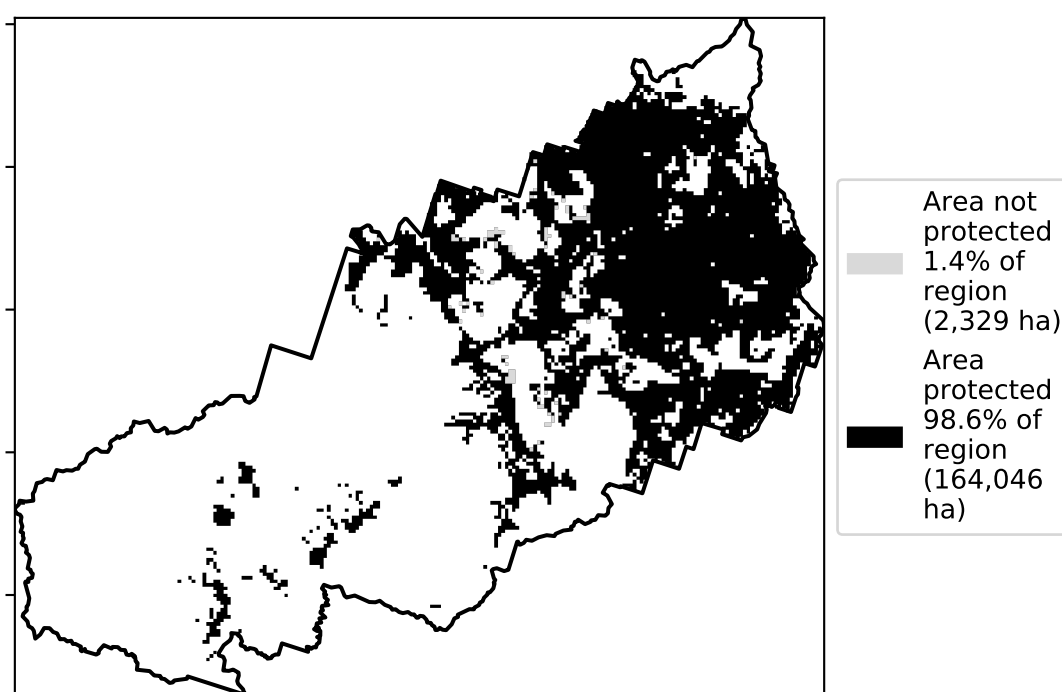 Area not
protected
1.4% of
region
(2,329 ha)
Area
protected
98.6% of
region
(164,046
ha)